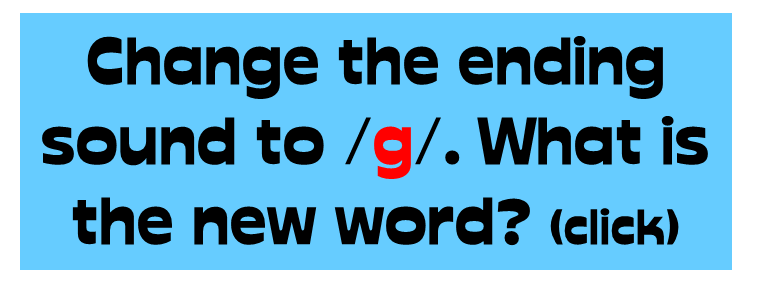 Change the ending
sound to /g/. What is
the new word? (click)